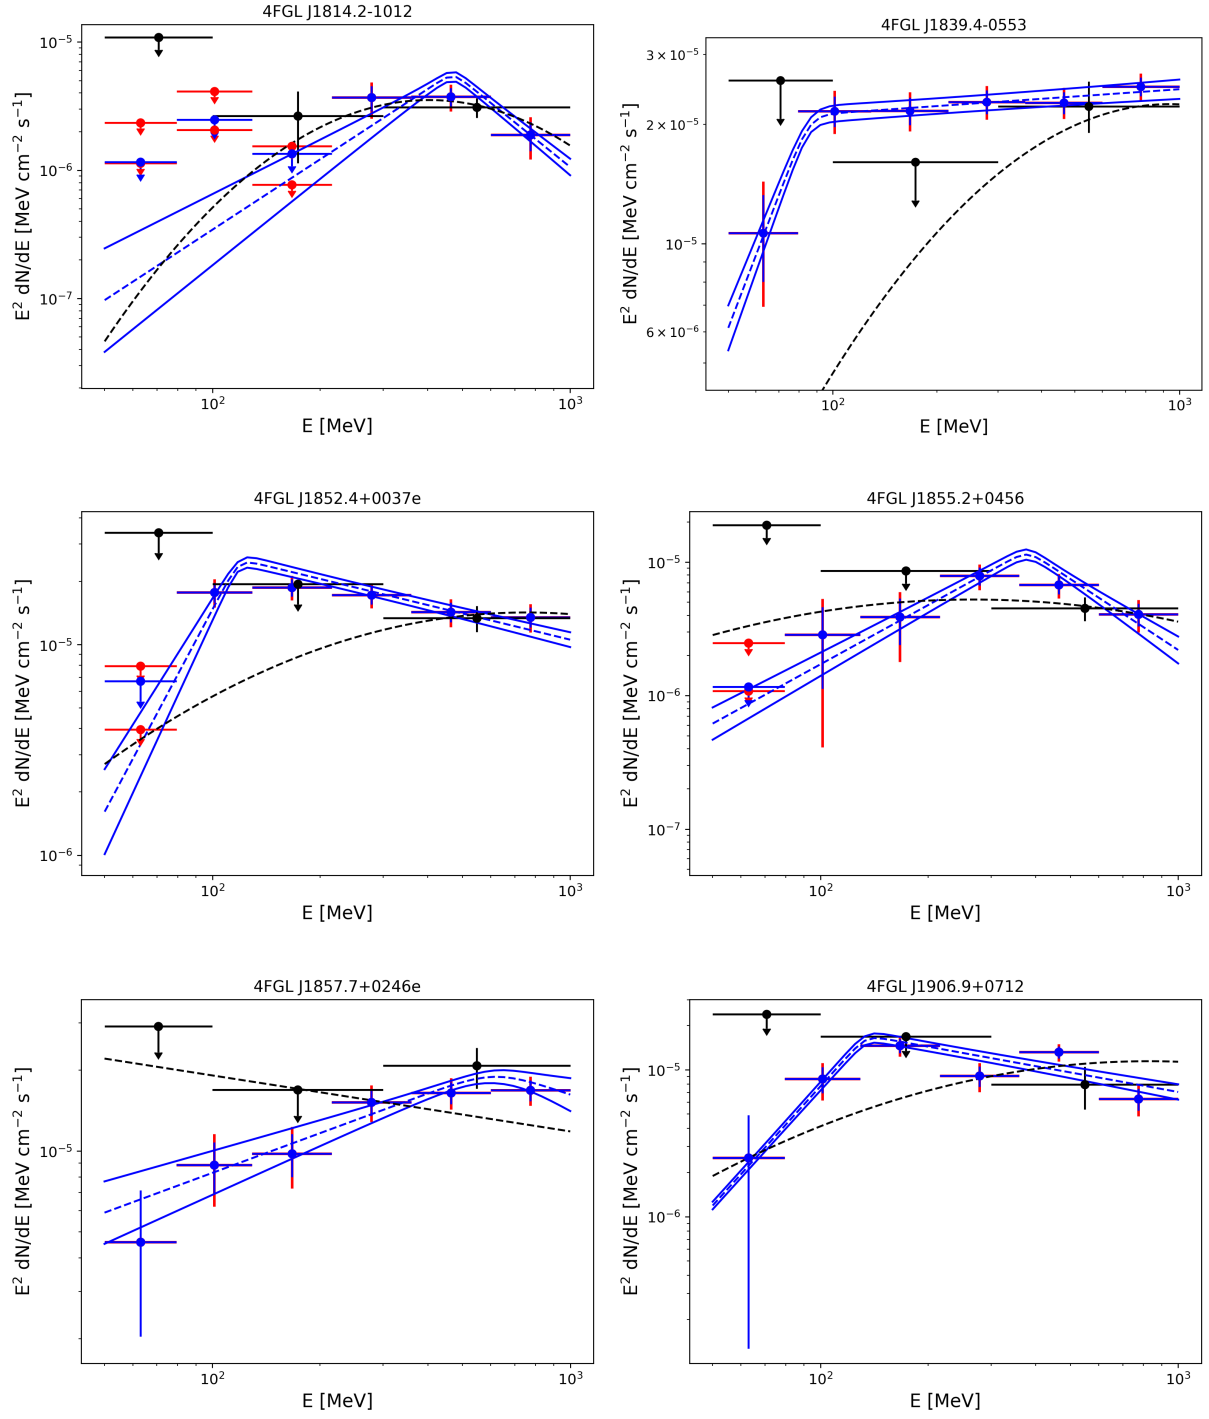 4FGL J1814.2-1012
E² dN/dE [MeV cm⁻² s⁻¹]
10⁻⁵
10⁻⁶
10⁻⁷
10²
10³
E [MeV]
4FGL J1839.4-0553
E² dN/dE [MeV cm⁻² s⁻¹]
3 × 10⁻⁵
2 × 10⁻⁵
10⁻⁵
6 × 10⁻⁶
10²
10³
E [MeV]
4FGL J1852.4+0037e
E² dN/dE [MeV cm⁻² s⁻¹]
10⁻⁵
10⁻⁶
10²
10³
E [MeV]
4FGL J1855.2+0456
E² dN/dE [MeV cm⁻² s⁻¹]
10⁻⁵
10⁻⁶
10⁻⁷
10²
10³
E [MeV]
4FGL J1857.7+0246e
E² dN/dE [MeV cm⁻² s⁻¹]
10⁻⁵
10²
10³
E [MeV]
4FGL J1906.9+0712
E² dN/dE [MeV cm⁻² s⁻¹]
10⁻⁵
10⁻⁶
10²
10³
E [MeV]